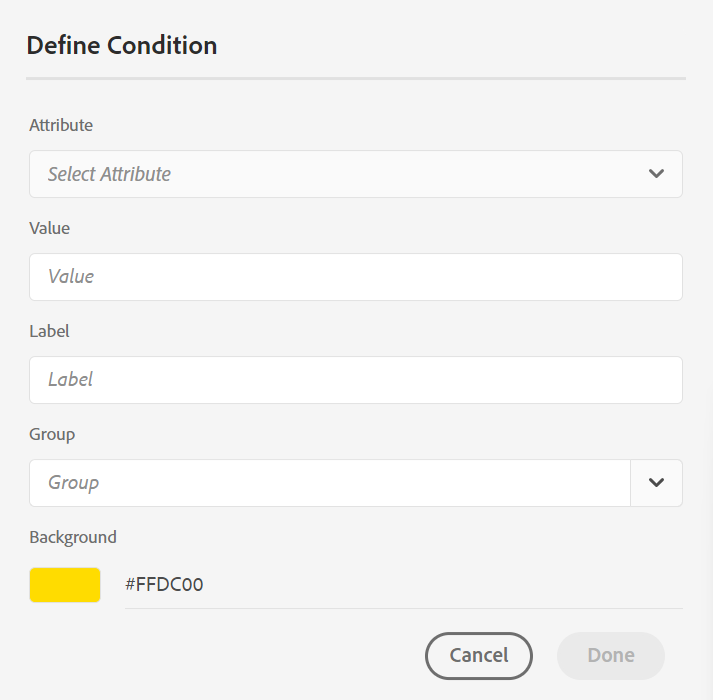 Define Condition
Attribute
Select Attribute
Value
Value
Label
Label
Group
Group
Background
#FFDC00
Cancel
Done